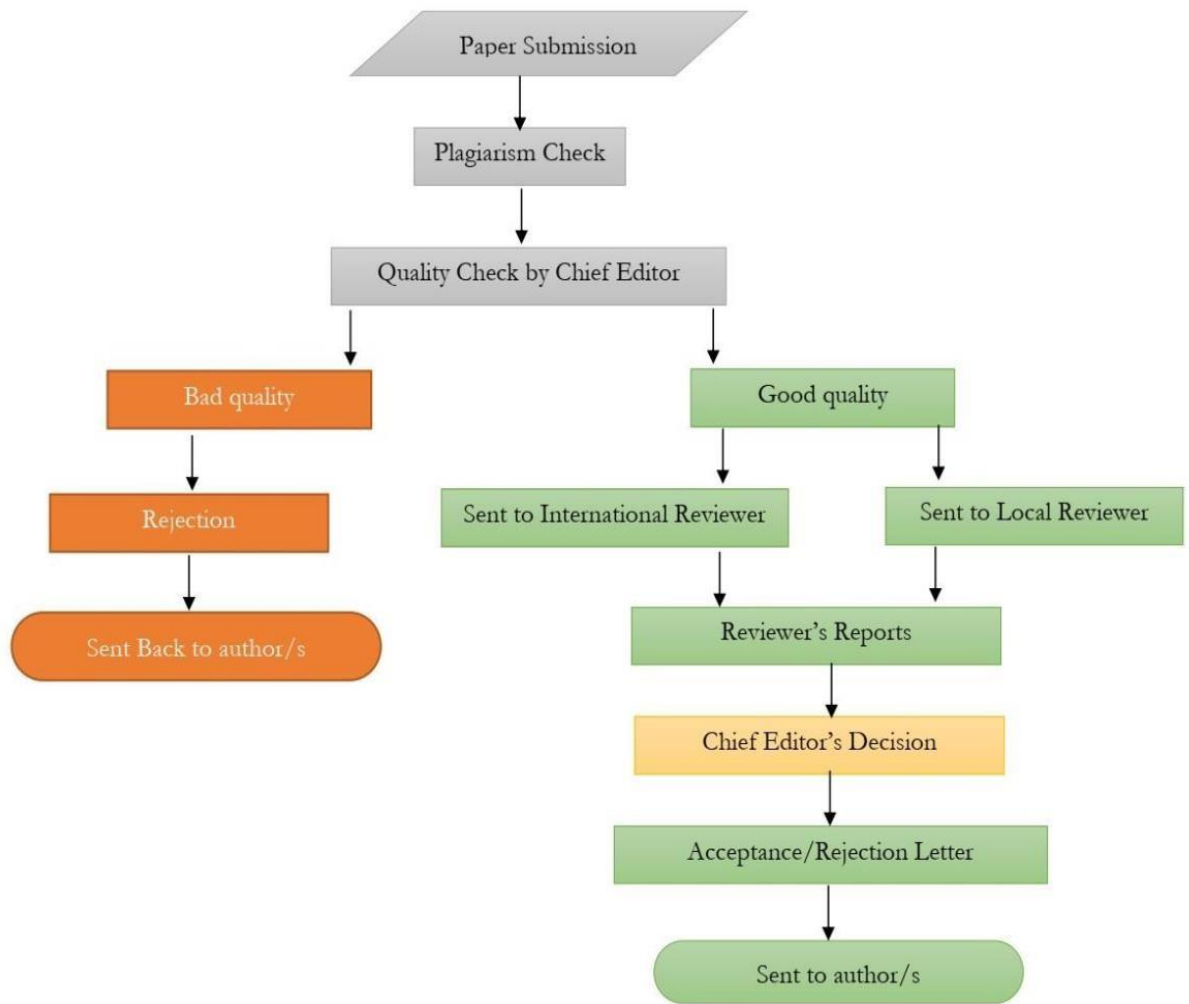 Paper Submission
Plagiarism Check
Quality Check by Chief Editor
Bad quality
Good quality
Rejection
Sent to International Reviewer
Sent to Local Reviewer
Sent Back to author/s
Reviewer’s Reports
Chief Editor’s Decision
Acceptance/Rejection Letter
Sent to author/s